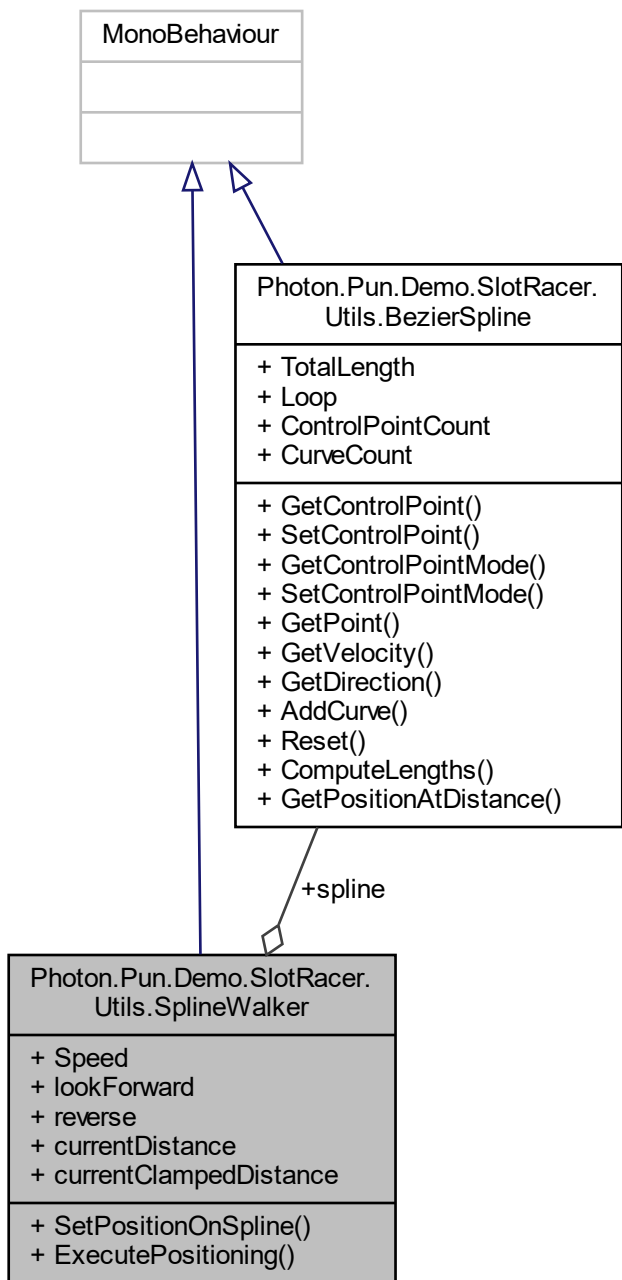 MonoBehaviour
Photon.Pun.Demo.SlotRacer.
Utils.BezierSpline
+ TotalLength
+ Loop
+ ControlPointCount
+ CurveCount
+ GetControlPoint()
+ SetControlPoint()
+ GetControlPointMode()
+ SetControlPointMode()
+ GetPoint()
+ GetVelocity()
+ GetDirection()
+ AddCurve()
+ Reset()
+ ComputeLengths()
+ GetPositionAtDistance()
+spline
Photon.Pun.Demo.SlotRacer.
Utils.SplineWalker
+ Speed
+ lookForward
+ reverse
+ currentDistance
+ currentClampedDistance
+ SetPositionOnSpline()
+ ExecutePositioning()